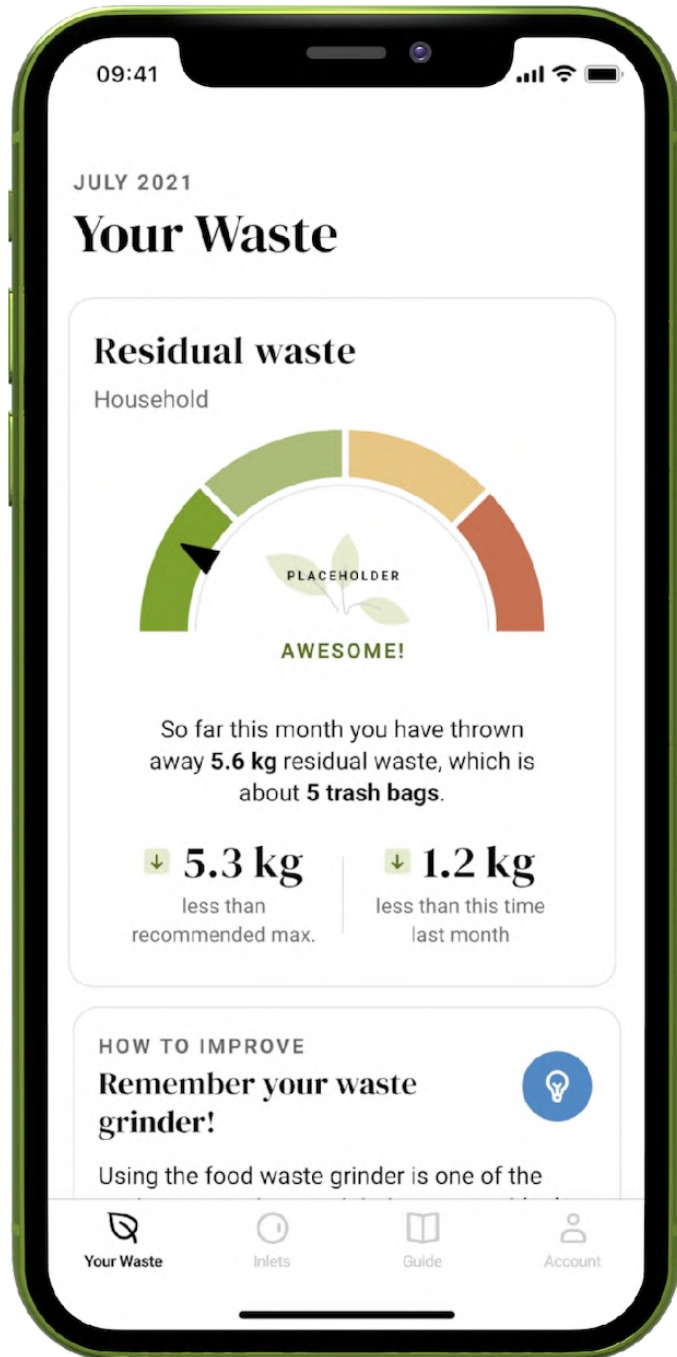 09:41
JULY 2021
Your Waste
Residual waste
Household
PLACEHOLDER
AWESOME!
So far this month you have thrown
away 5.6 kg residual waste, which is
about 5 trash bags.
5.3 kg
less than
recommended max.
1.2 kg
less than this time
last month
HOW TO IMPROVE
Remember your waste
grinder!
Using the food waste grinder is one of the
Your Waste
Inlets
Guide
Account